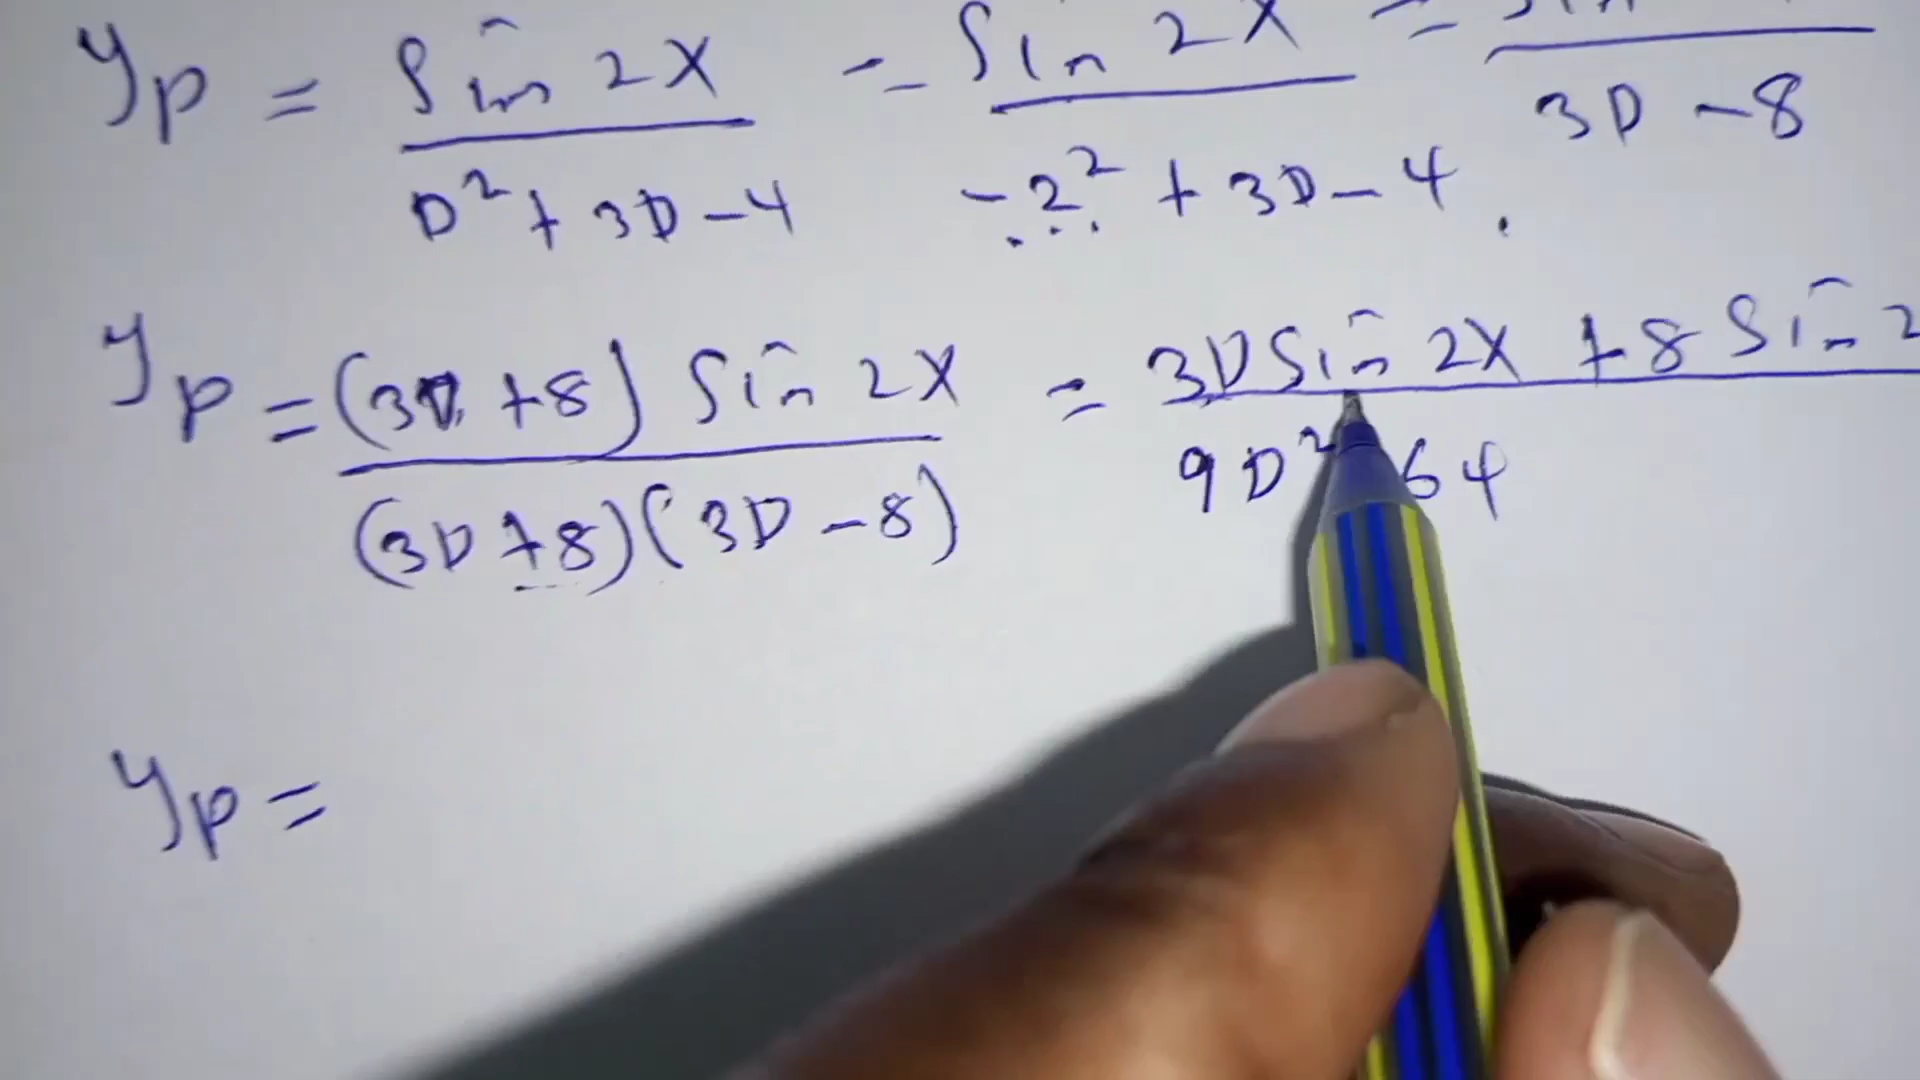 yp = Sin 2x / D² + 3D - 4 = Sin 2x / -2² + 3D - 4 = / 3D - 8
yp = (3D + 8) Sin 2x / (3D + 8)(3D - 8) = 3D Sin 2x + 8 Sin 2 / 9D² 64
yp =